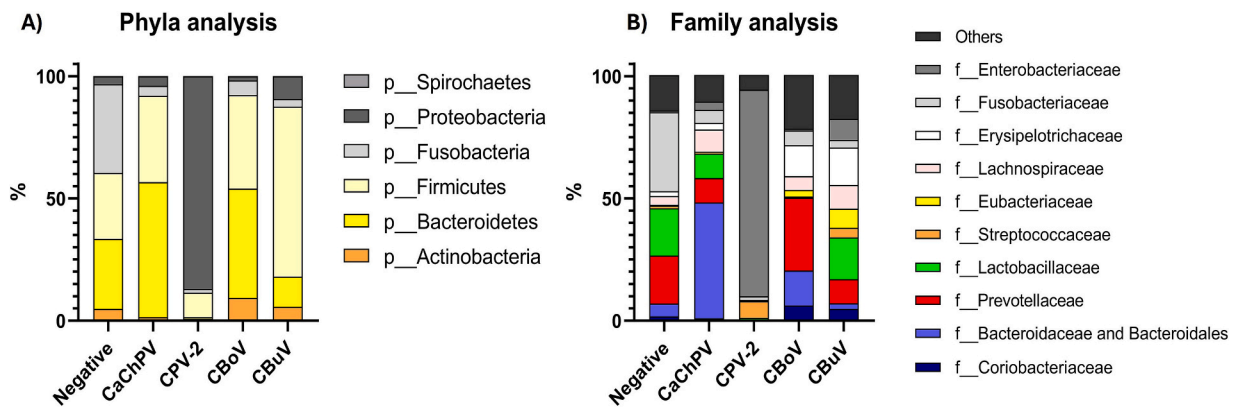 A) Phyla analysis
100
50
0
%
Negative
CaChPV
CPV-2
CBoV
CBuV
p__Spirochaetes
p__Proteobacteria
p__Fusobacteria
p__Firmicutes
p__Bacteroidetes
p__Actinobacteria
B) Family analysis
100
50
0
%
Negative
CaChPV
CPV-2
CBoV
CBuV
Others
f__Enterobacteriaceae
f__Fusobacteriaceae
f__Erysipelotrichaceae
f__Lachnospiraceae
f__Eubacteriaceae
f__Streptococcaceae
f__Lactobacillaceae
f__Prevotellaceae
f__Bacteroidaceae and Bacteroidales
f__Coriobacteriaceae